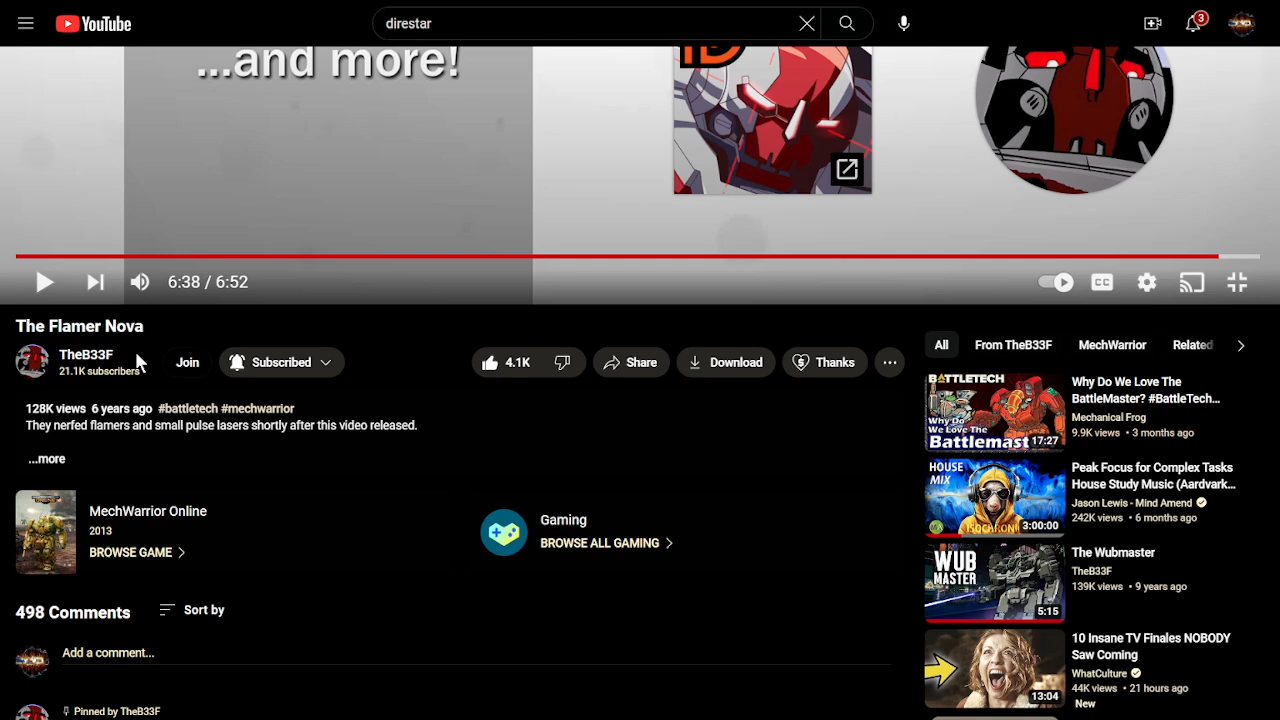 YouTube
direstar
3
...and more!
6:38 / 6:52
CC
The Flamer Nova
TheB33F
21.1K subscribers
Join
Subscribed
4.1K
Share
Download
Thanks
128K views 6 years ago #battletech #mechwarrior
They nerfed flamers and small pulse lasers shortly after this video released.
...more
MechWarrior Online
2013
BROWSE GAME
Gaming
BROWSE ALL GAMING
498 Comments
Sort by
Add a comment...
Pinned by TheB33F
All
From TheB33F
MechWarrior
Related
BATTLETECH
Why Do
We Love The
Battlemast
17:27
Why Do We Love The
BattleMaster? #BattleTech...
Mechanical Frog
9.9K views • 3 months ago
HOUSE
MIX
ISOCHRONIC
3:00:00
Peak Focus for Complex Tasks
House Study Music (Aardvark...
Jason Lewis - Mind Amend
242K views • 6 months ago
WUB
MASTER
5:15
The Wubmaster
TheB33F
139K views • 9 years ago
13:04
10 Insane TV Finales NOBODY
Saw Coming
WhatCulture
44K views • 21 hours ago
New